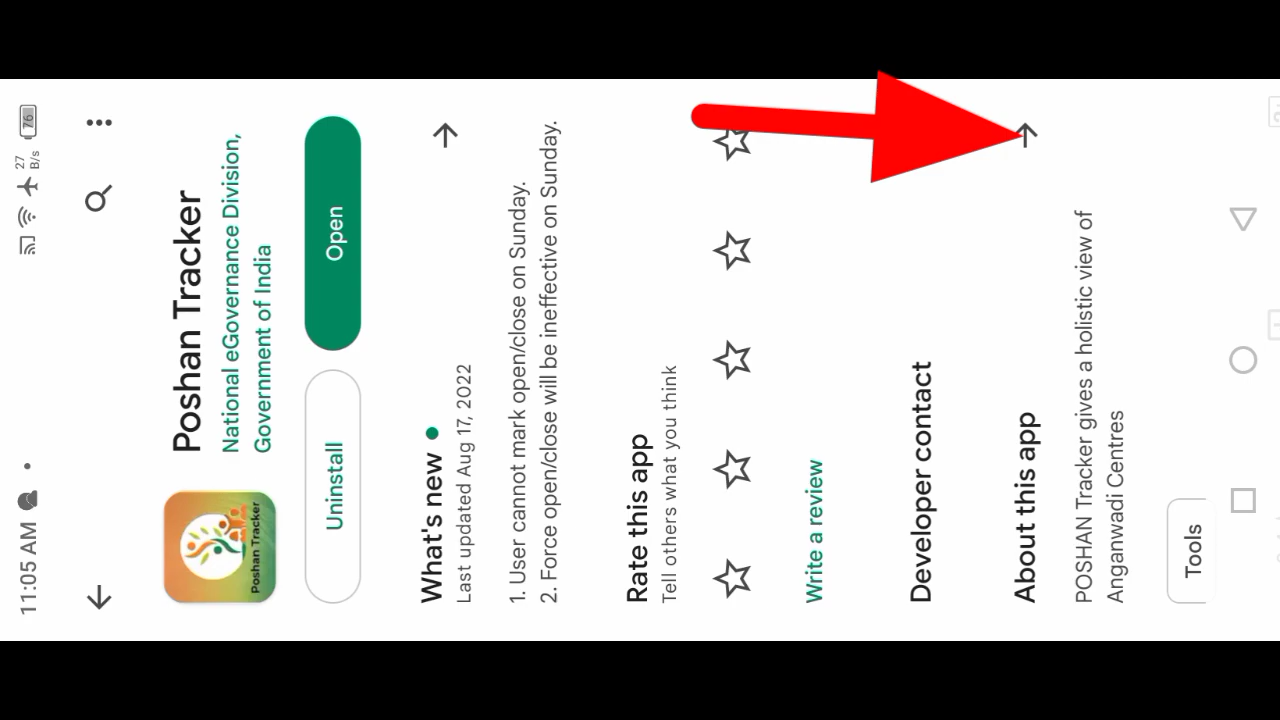 11:05 AM
27
B/s
76
Poshan Tracker
Poshan Tracker
National eGovernance Division,
Government of India
Uninstall
Open
What's new
Last updated Aug 17, 2022
1. User cannot mark open/close on Sunday.
2. Force open/close will be ineffective on Sunday.
Rate this app
Tell others what you think
Write a review
Developer contact
About this app
POSHAN Tracker gives a holistic view of
Anganwadi Centres
Tools